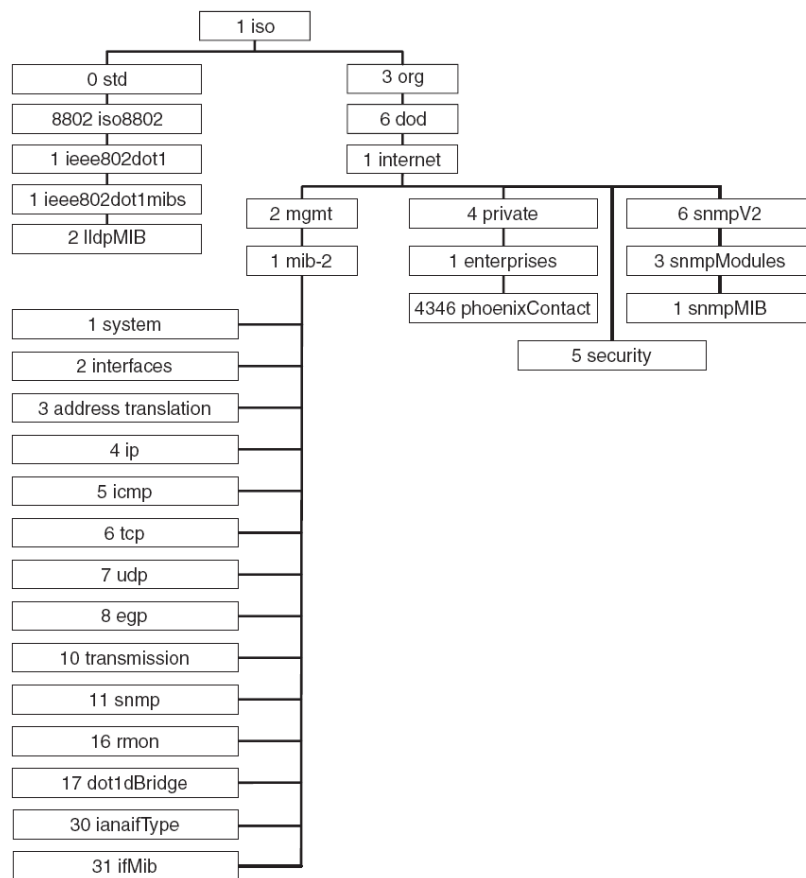 1 iso
0 std
3 org
8802 iso8802
6 dod
1 ieee802dot1
1 internet
1 ieee802dot1mibs
2 mgmt
4 private
6 snmpV2
2 lldpMIB
1 mib-2
1 enterprises
3 snmpModules
4346 phoenixContact
1 snmpMIB
1 system
5 security
2 interfaces
3 address translation
4 ip
5 icmp
6 tcp
7 udp
8 egp
10 transmission
11 snmp
16 rmon
17 dot1dBridge
30 ianaifType
31 ifMib